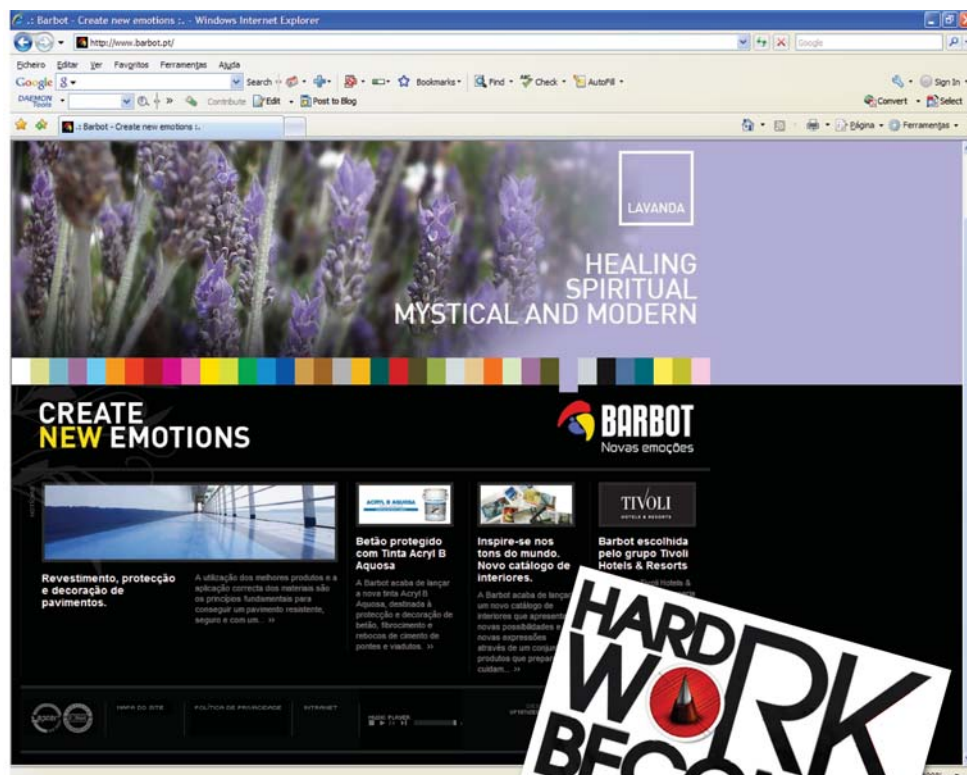 .: Barbot - Create new emotions :. - Windows Internet Explorer
http://www.barbot.pt/
Google
Ficheiro Editar Ver Favoritos Ferramentas Ajuda
Google Search Bookmarks Find Check AutoFill Sign In
DAEMON Tools Contribute Edit Post to Blog Convert Select
.: Barbot - Create new emotions :. Página Ferramentas
LAVANDA
HEALING
SPIRITUAL
MYSTICAL AND MODERN
CREATE
NEW EMOTIONS
BARBOT
Novas emoções
Revestimento, protecção
e decoração de
pavimentos.
A utilização dos melhores produtos e a
aplicação correcta dos materiais são
os princípios fundamentais para
conseguir um pavimento resistente,
seguro e com um... ››
ACRYL B AQUOSA
Betão protegido
com Tinta Acryl B
Aquosa
A Barbot acaba de lançar
a nova tinta Acryl B
Aquosa, destinada à
protecção e decoração de
betão, fibrocimento e
rebocos de cimento de
pontes e viadutos. ››
Inspire-se nos
tons do mundo.
Novo catálogo de
interiores.
A Barbot acaba de lançar
um novo catálogo de
interiores que apresenta
novas possibilidades e
novas expressões
através de um conjun
produtos que prepar
cuidam... ››
TIVOLI
HOTELS & RESORTS
Barbot escolhida
pelo grupo Tivoli
Hotels & Resorts
Hotels &
MAPA DO SITE
POLÍTICA DE PRIVACIDADE
INTRANET
MUSIC PLAYER
HARD
WORK
BECO